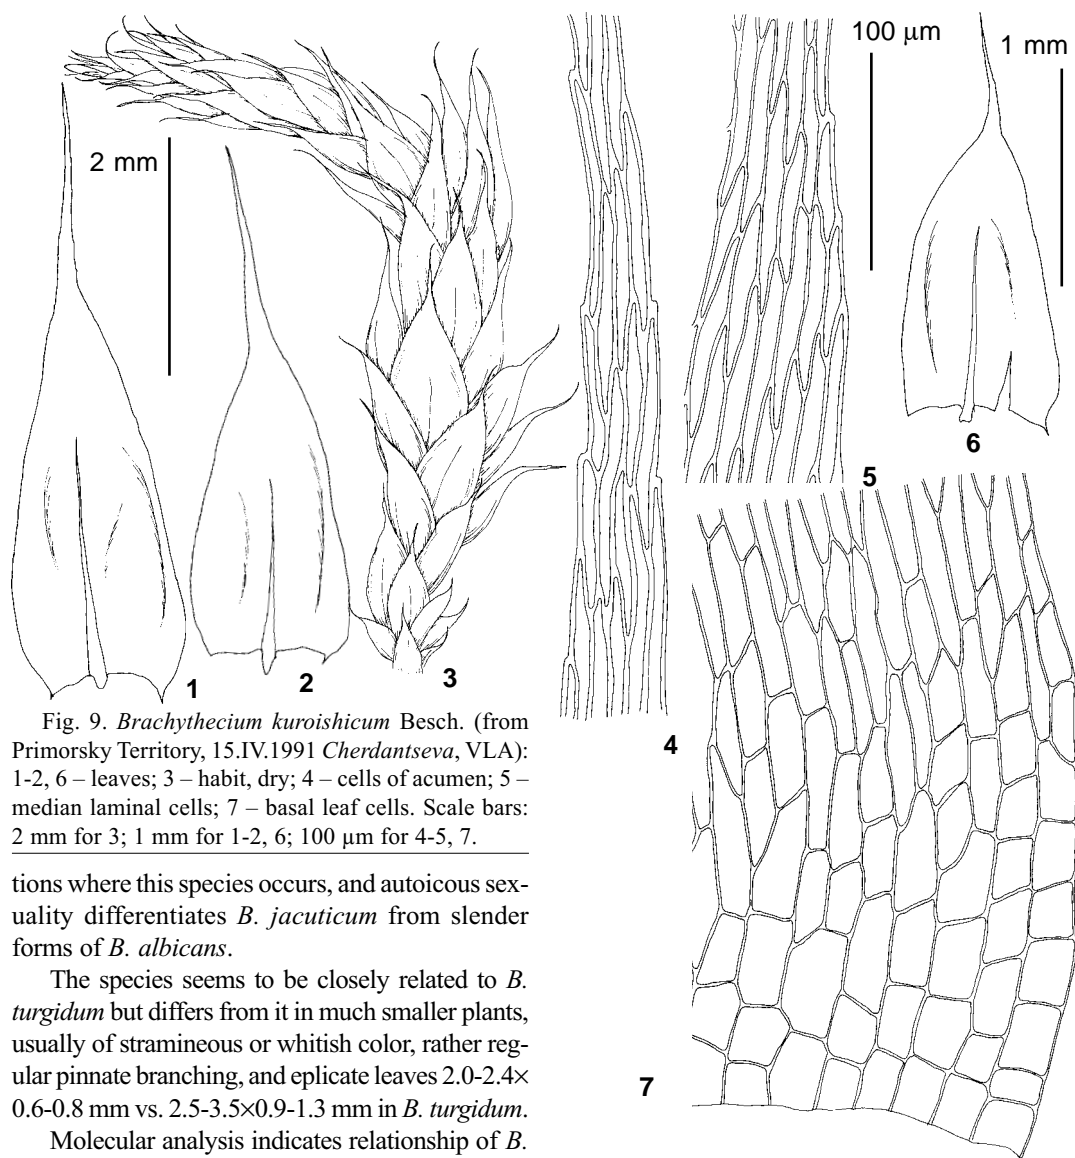 2 mm
100 µm
1 mm
1
2
3
4
5
6
7
Fig. 9. Brachythecium kuroishicum Besch. (from
Primorsky Territory, 15.IV.1991 Cherdantseva, VLA):
1-2, 6 – leaves; 3 – habit, dry; 4 – cells of acumen; 5 –
median laminal cells; 7 – basal leaf cells. Scale bars:
2 mm for 3; 1 mm for 1-2, 6; 100 µm for 4-5, 7.
tions where this species occurs, and autoicous sex-
uality differentiates B. jacuticum from slender
forms of B. albicans.
The species seems to be closely related to B.
turgidum but differs from it in much smaller plants,
usually of stramineous or whitish color, rather reg-
ular pinnate branching, and eplicate leaves 2.0-2.4×
0.6-0.8 mm vs. 2.5-3.5×0.9-1.3 mm in B. turgidum.
Molecular analysis indicates relationship of B.